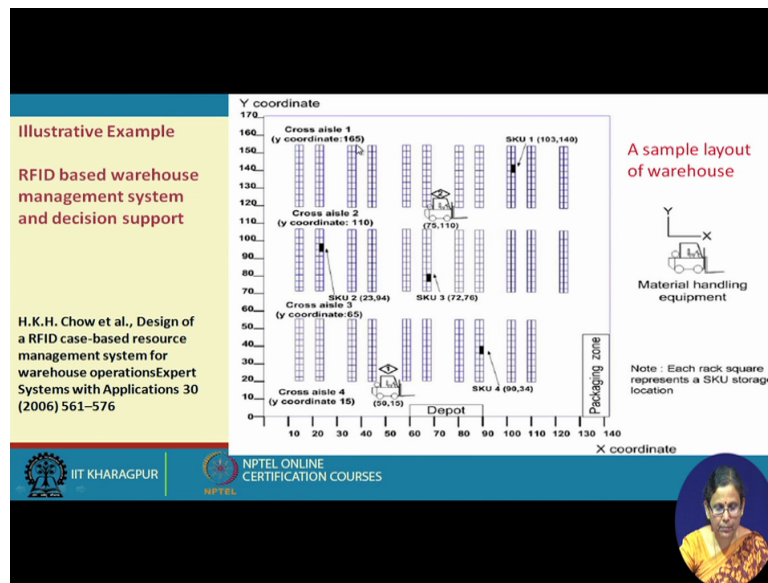 Illustrative Example
RFID based warehouse
management system
and decision support
H.K.H. Chow et al., Design of
a RFID case-based resource
management system for
warehouse operationsExpert
Systems with Applications 30
(2006) 561–576
Y coordinate
170
160
150
140
130
120
110
100
90
80
70
60
50
40
30
20
10
0
Cross aisle 1
(y coordinate:165)
SKU 1 (103,140)
2
Cross aisle 2
(y coordinate: 110)
(75,110)
SKU 2 (23,94)
SKU 3 (72,76)
Cross aisle 3
(y coordinate:65)
1
SKU 4 (90,34)
Cross aisle 4
(y coordinate 15)
(50,15)
Depot
Packaging zone
10 20 30 40 50 60 70 80 90 100 110 120 130 140
X coordinate
A sample layout
of warehouse
Y
X
Material handling
equipment
Note : Each rack square
represents a SKU storage
location
IIT KHARAGPUR
NPTEL
NPTEL ONLINE
CERTIFICATION COURSES